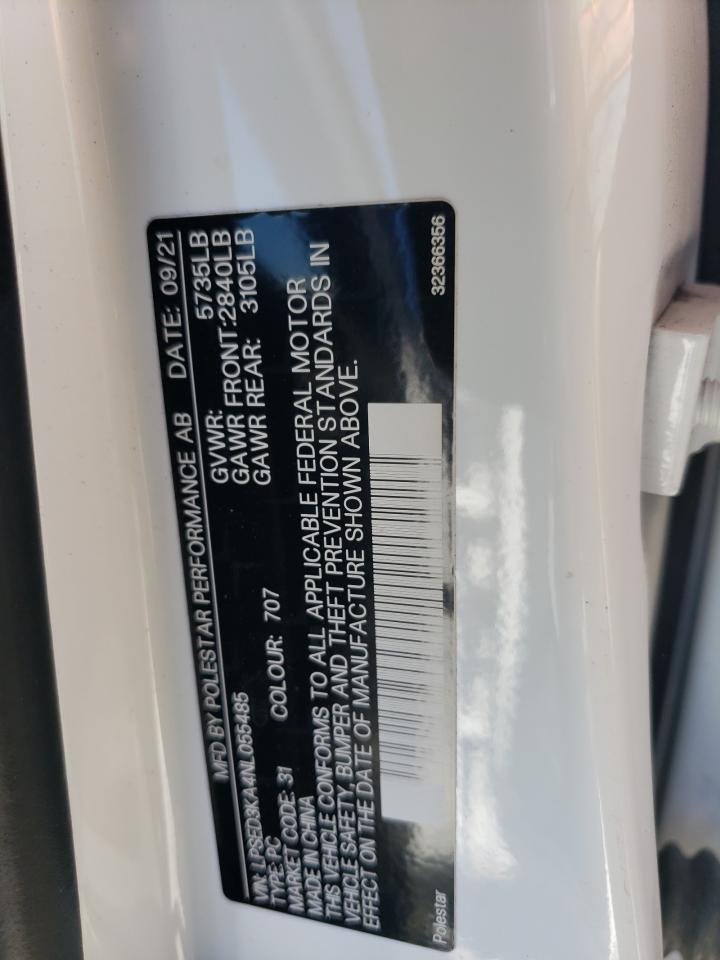 MFD BY POLESTAR PERFORMANCE AB DATE: 09/21
VIN: LPSED3KA4NL055485 GVWR: 5735LB
TYPE: PC GAWR FRONT:2840LB
MARKET CODE: 31 COLOUR: 707 GAWR REAR: 3105LB
MADE IN CHINA
THIS VEHICLE CONFORMS TO ALL APPLICABLE FEDERAL MOTOR
VEHICLE SAFETY, BUMPER AND THEFT PREVENTION STANDARDS IN
EFFECT ON THE DATE OF MANUFACTURE SHOWN ABOVE.
Polestar 32366356